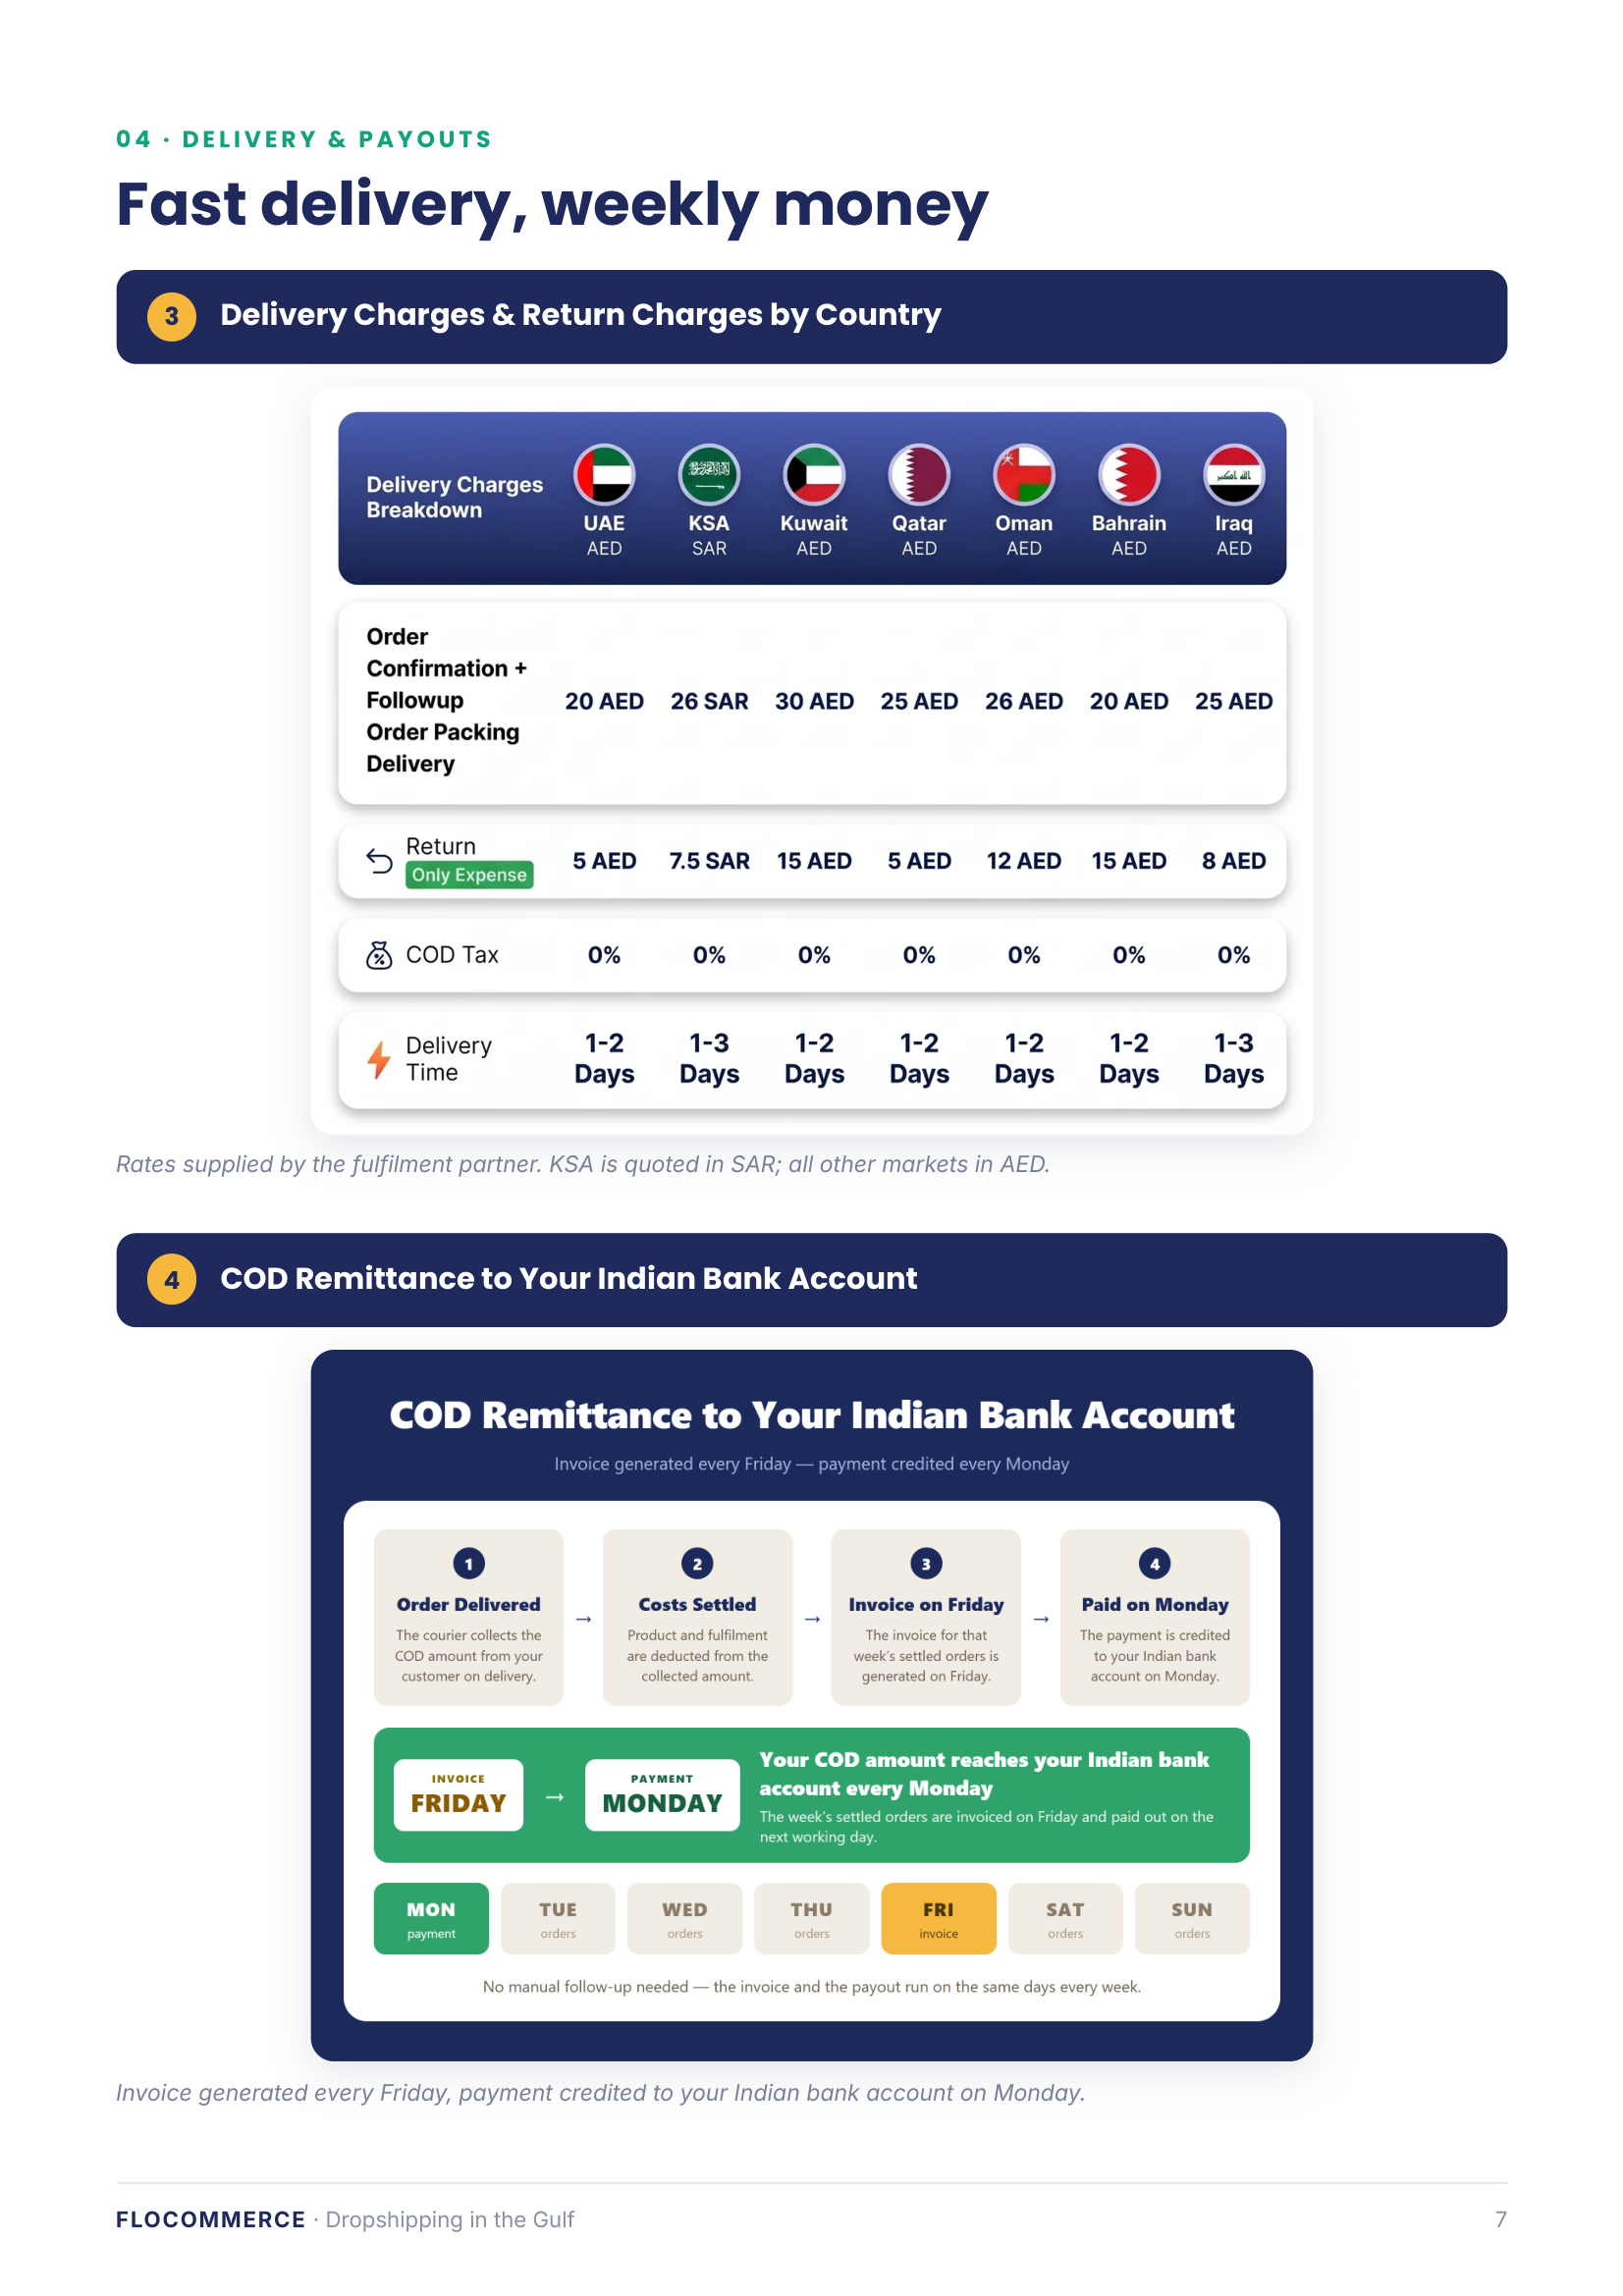 04 · DELIVERY & PAYOUTS
Fast delivery, weekly money
3 Delivery Charges & Return Charges by Country
Delivery Charges
Breakdown
UAE KSA Kuwait Qatar Oman Bahrain Iraq
AED SAR AED AED AED AED AED
Order
Confirmation +
Followup
Order Packing
Delivery
20 AED 26 SAR 30 AED 25 AED 26 AED 20 AED 25 AED
Return
Only Expense
5 AED 7.5 SAR 15 AED 5 AED 12 AED 15 AED 8 AED
COD Tax 0% 0% 0% 0% 0% 0% 0%
Delivery
Time
1-2 1-3 1-2 1-2 1-2 1-2 1-3
Days Days Days Days Days Days Days
Rates supplied by the fulfilment partner. KSA is quoted in SAR; all other markets in AED.
4 COD Remittance to Your Indian Bank Account
COD Remittance to Your Indian Bank Account
Invoice generated every Friday — payment credited every Monday
1
Order Delivered
The courier collects the
COD amount from your
customer on delivery.
→
2
Costs Settled
Product and fulfilment
are deducted from the
collected amount.
→
3
Invoice on Friday
The invoice for that
week's settled orders is
generated on Friday.
→
4
Paid on Monday
The payment is credited
to your Indian bank
account on Monday.
INVOICE
FRIDAY
→
PAYMENT
MONDAY
Your COD amount reaches your Indian bank
account every Monday
The week's settled orders are invoiced on Friday and paid out on the
next working day.
MON TUE WED THU FRI SAT SUN
payment orders orders orders invoice orders orders
No manual follow-up needed — the invoice and the payout run on the same days every week.
Invoice generated every Friday, payment credited to your Indian bank account on Monday.
FLOCOMMERCE · Dropshipping in the Gulf 7